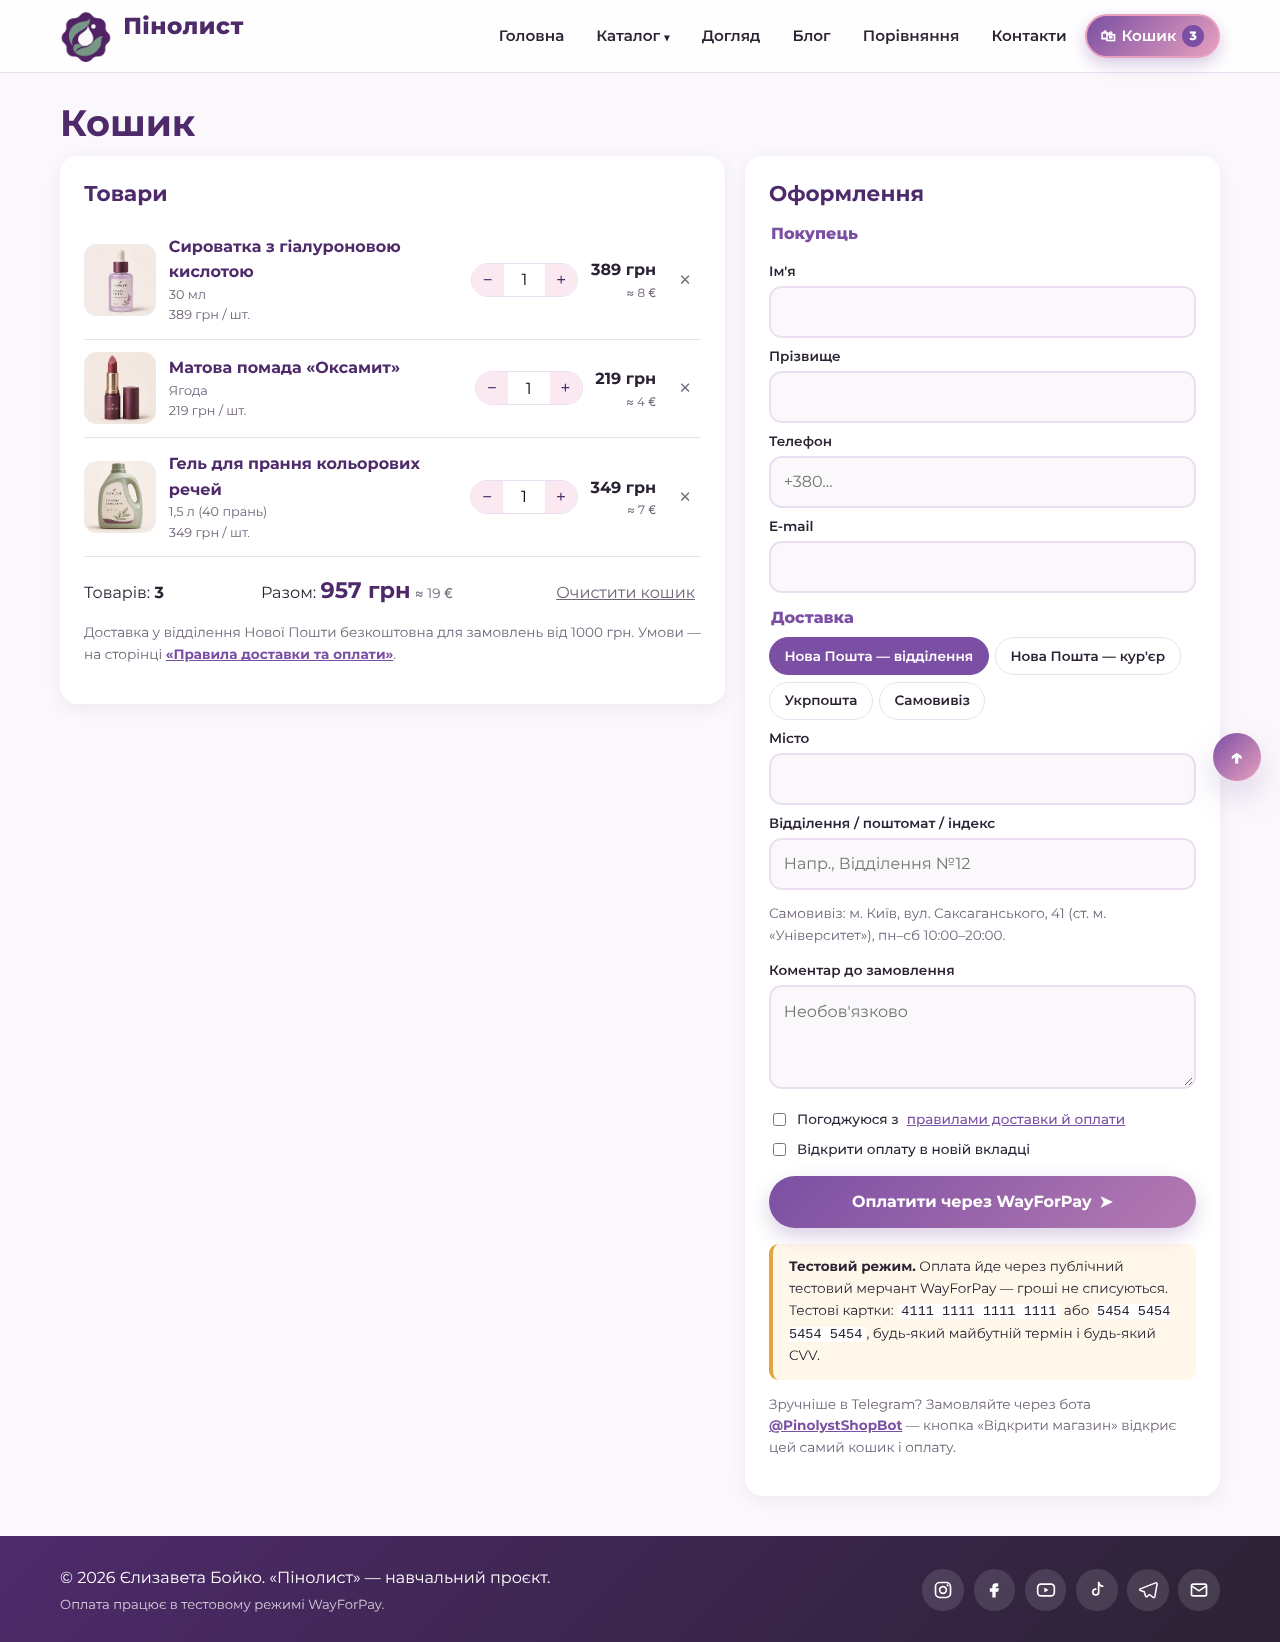 Пінолист
Головна Каталог ▾ Догляд Блог Порівняння Контакти 🛍 Кошик 3
Кошик
Товари
Сироватка з гіалуроновою
кислотою
30 мл
389 грн / шт.
− 1 + 389 грн ×
≈ 8 €
Матова помада «Оксамит»
Ягода
219 грн / шт.
− 1 + 219 грн ×
≈ 4 €
Гель для прання кольорових
речей
1,5 л (40 прань)
349 грн / шт.
− 1 + 349 грн ×
≈ 7 €
Товарів: 3 Разом: 957 грн ≈ 19 € Очистити кошик
Доставка у відділення Нової Пошти безкоштовна для замовлень від 1000 грн. Умови —
на сторінці «Правила доставки та оплати».
Оформлення
Покупець
Ім'я
Прізвище
Телефон
+380...
E-mail
Доставка
Нова Пошта — відділення Нова Пошта — кур'єр
Укрпошта Самовивіз
Місто
Відділення / поштомат / індекс
Напр., Відділення №12
Самовивіз: м. Київ, вул. Саксаганського, 41 (ст. м.
«Університет»), пн–сб 10:00–20:00.
Коментар до замовлення
Необов'язково
Погоджуюся з правилами доставки й оплати
Відкрити оплату в новій вкладці
Оплатити через WayForPay ➤
Тестовий режим. Оплата йде через публічний
тестовий мерчант WayForPay — гроші не списуються.
Тестові картки: 4111 1111 1111 1111 або 5454 5454
5454 5454, будь-який майбутній термін і будь-який
CVV.
Зручніше в Telegram? Замовляйте через бота
@PinolystShopBot — кнопка «Відкрити магазин» відкриє
цей самий кошик і оплату.
© 2026 Єлизавета Бойко. «Пінолист» — навчальний проєкт.
Оплата працює в тестовому режимі WayForPay.